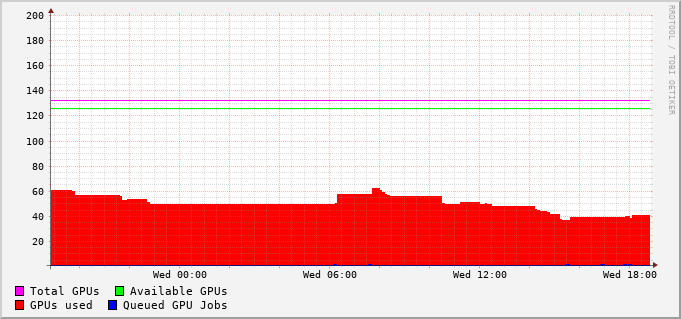 RRDTOOL / TOBI OETIKER
200
180
160
140
120
100
80
60
40
20
Wed 00:00 Wed 06:00 Wed 12:00 Wed 18:00
Total GPUs Available GPUs
GPUs used Queued GPU Jobs